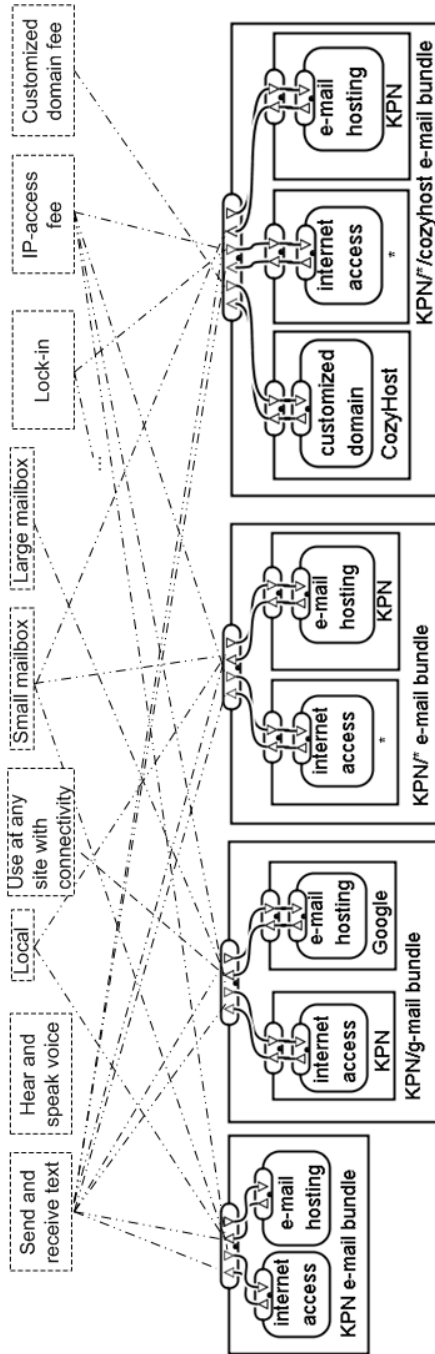 Send and
receive text
Hear and
speak voice
Local
Use at any
site with
connectivity
Small mailbox
Large mailbox
Lock-in
IP-access
fee
Customized
domain fee
..
internet
access
e-mail
hosting
KPN e-mail bundle
internet
access
KPN
e-mail
hosting
Google
KPN/g-mail bundle
internet
access
*
e-mail
hosting
KPN
KPN/* e-mail bundle
customized
domain
CozyHost
internet
access
*
e-mail
hosting
KPN
KPN/*/cozyhost e-mail bundle